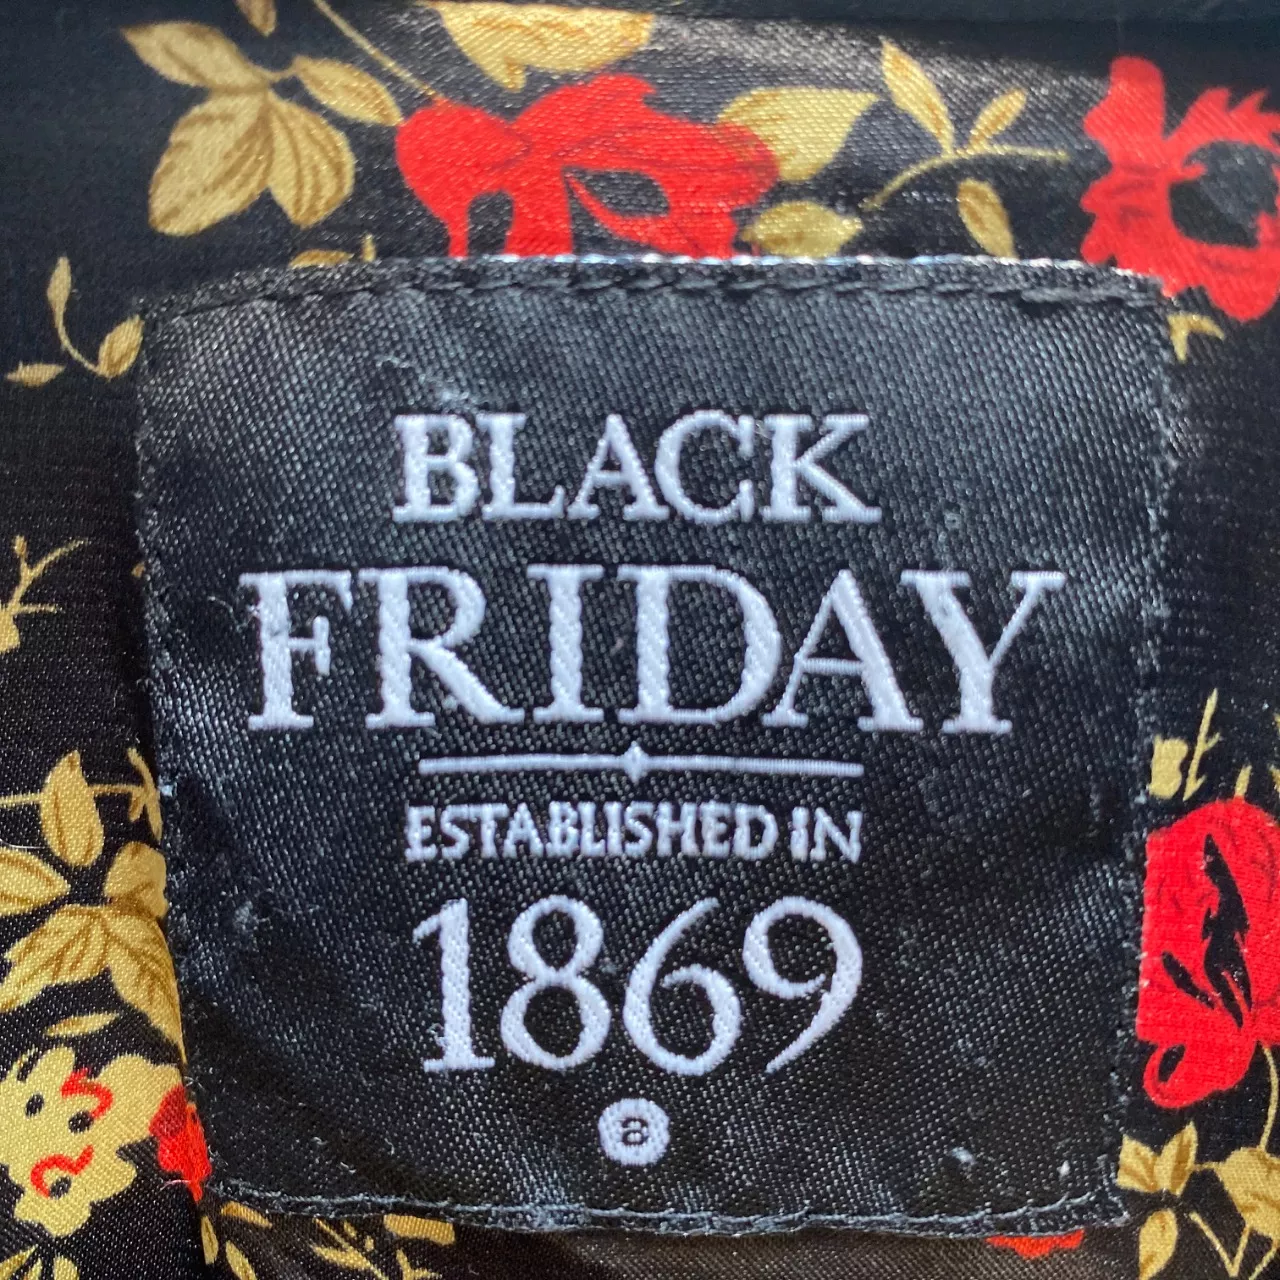 BLACK
FRIDAY
ESTABLISHED IN
1869